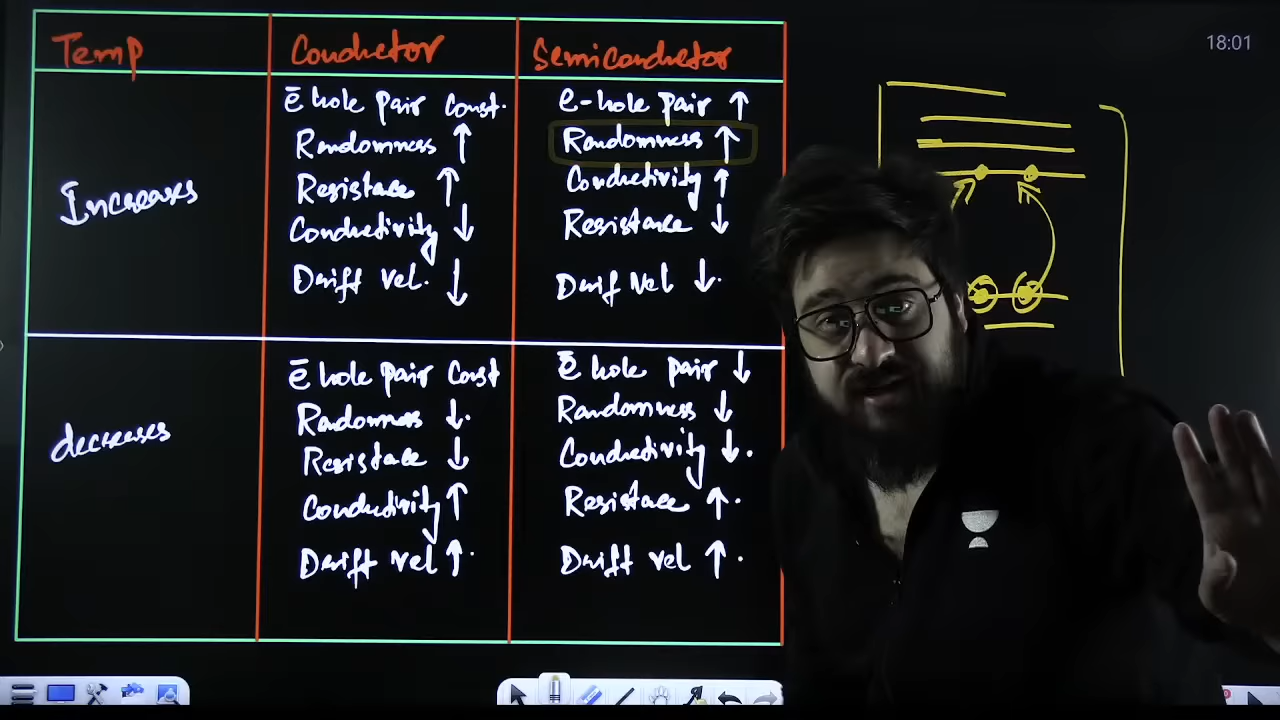 Temp
Conductor
Semiconductor
Increases
ē hole pair const.
Randomness ↑
Resistace ↑
Conductivity ↓
Drift vel. ↓
e-hole pair ↑
Randomness ↑
Conductivity ↑
Resistance ↓
Drif Vel ↓.
decreases
ē hole pair Const
Radomness ↓.
Resistace ↓
Conductivity ↑
Drift vel ↑.
ē hole pair ↓
Randomness ↓
Conductivity ↓.
Resistace ↑.
Drift vel ↑.
18:01